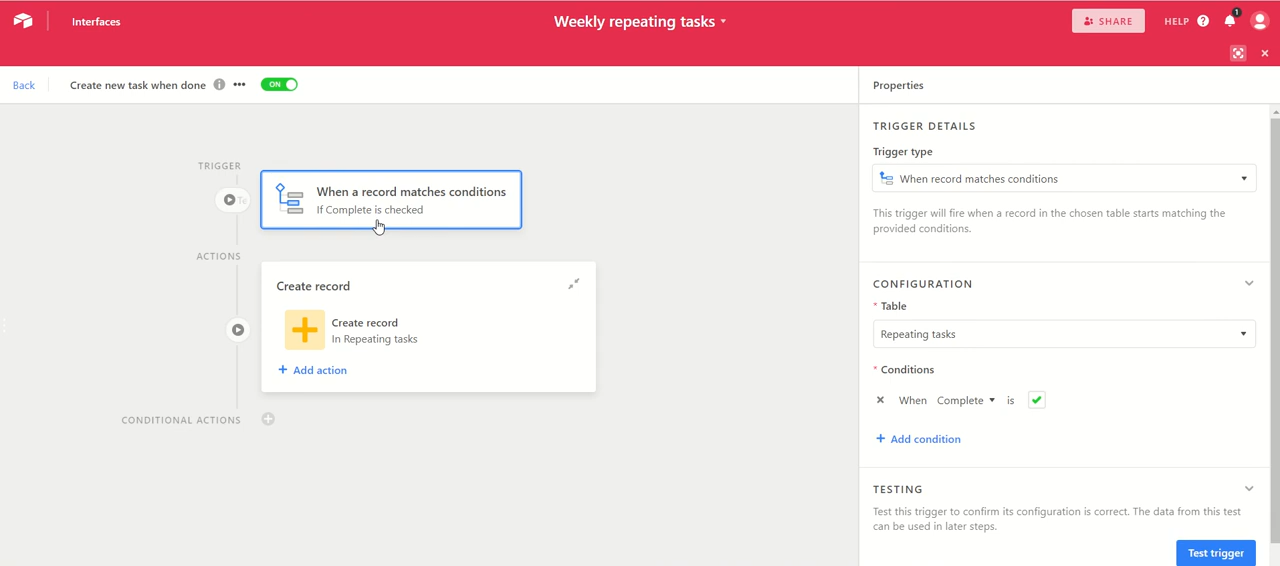 Interfaces
Weekly repeating tasks
SHARE
HELP
1
Back
Create new task when done
ON
Properties
TRIGGER
When a record matches conditions
If Complete is checked
Te
ACTIONS
Create record
Create record
In Repeating tasks
+ Add action
CONDITIONAL ACTIONS
TRIGGER DETAILS
Trigger type
When record matches conditions
This trigger will fire when a record in the chosen table starts matching the
provided conditions.
CONFIGURATION
* Table
Repeating tasks
* Conditions
When Complete is
+ Add condition
TESTING
Test this trigger to confirm its configuration is correct. The data from this test
can be used in later steps.
Test trigger